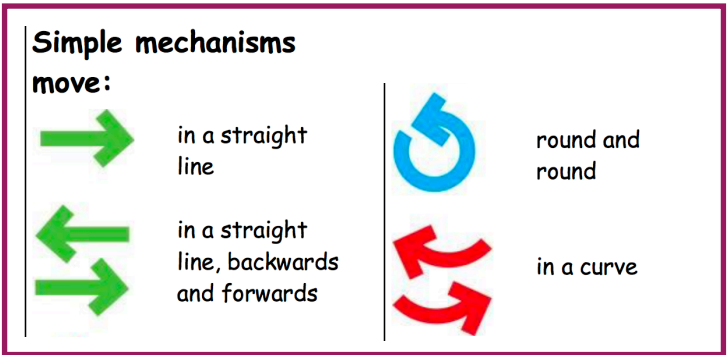 Simple mechanisms
move:
in a straight
line
in a straight
line, backwards
and forwards
round and
round
in a curve